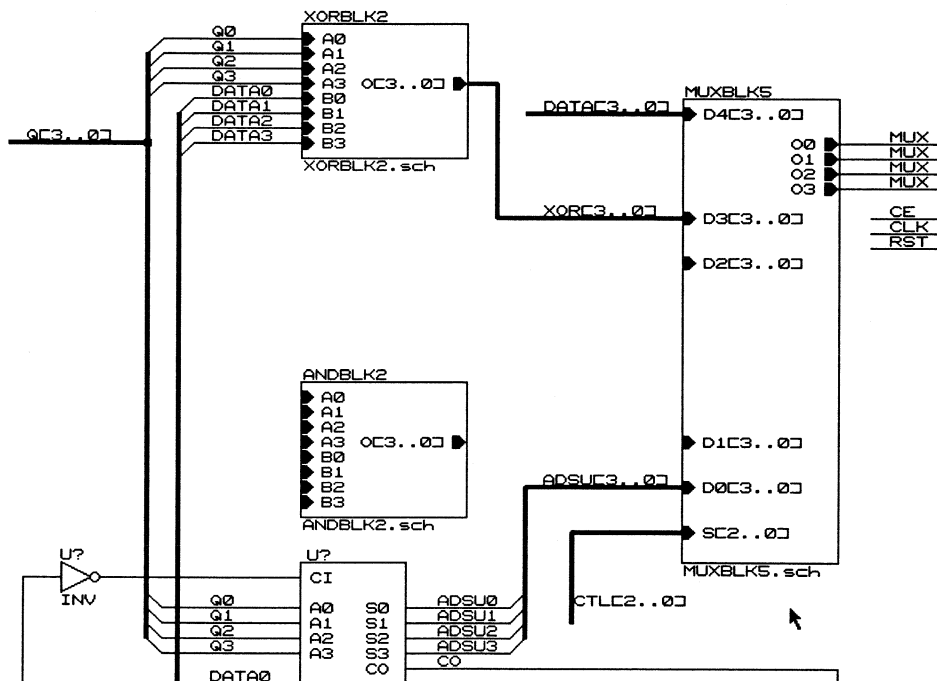 XORBLK2
Q0
Q1
Q2
Q3
DATA0
DATA1
DATA2
DATA3
A0
A1
A2
A3
B0
B1
B2
B3
O[3..0]
XORBLK2.sch
Q[3..0]
MUXBLK5
DATA[3..0]
D4[3..0]
O0
O1
O2
O3
MUX
MUX
MUX
MUX
XOR[3..0]
D3[3..0]
CE
CLK
RST
D2[3..0]
ANDBLK2
A0
A1
A2
A3
B0
B1
B2
B3
O[3..0]
ANDBLK2.sch
D1[3..0]
ADSU[3..0]
D0[3..0]
S[2..0]
MUXBLK5.sch
CTL[2..0]
U?
INV
U?
CI
Q0
Q1
Q2
Q3
A0
A1
A2
A3
S0
S1
S2
S3
CO
ADSU0
ADSU1
ADSU2
ADSU3
CO
DATA0